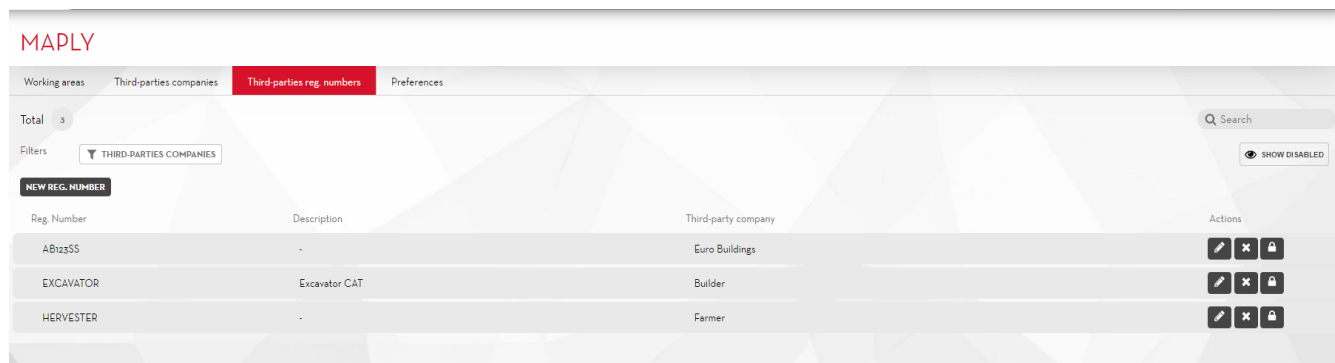 MAPLY
Working areas Third-parties companies Third-parties reg. numbers Preferences
Total 3 Search
Filters THIRD-PARTIES COMPANIES SHOW DISABLED
NEW REG. NUMBER
Reg. Number Description Third-party company Actions
AB123SS - Euro Buildings
EXCAVATOR Excavator CAT Builder
HERVESTER - Farmer